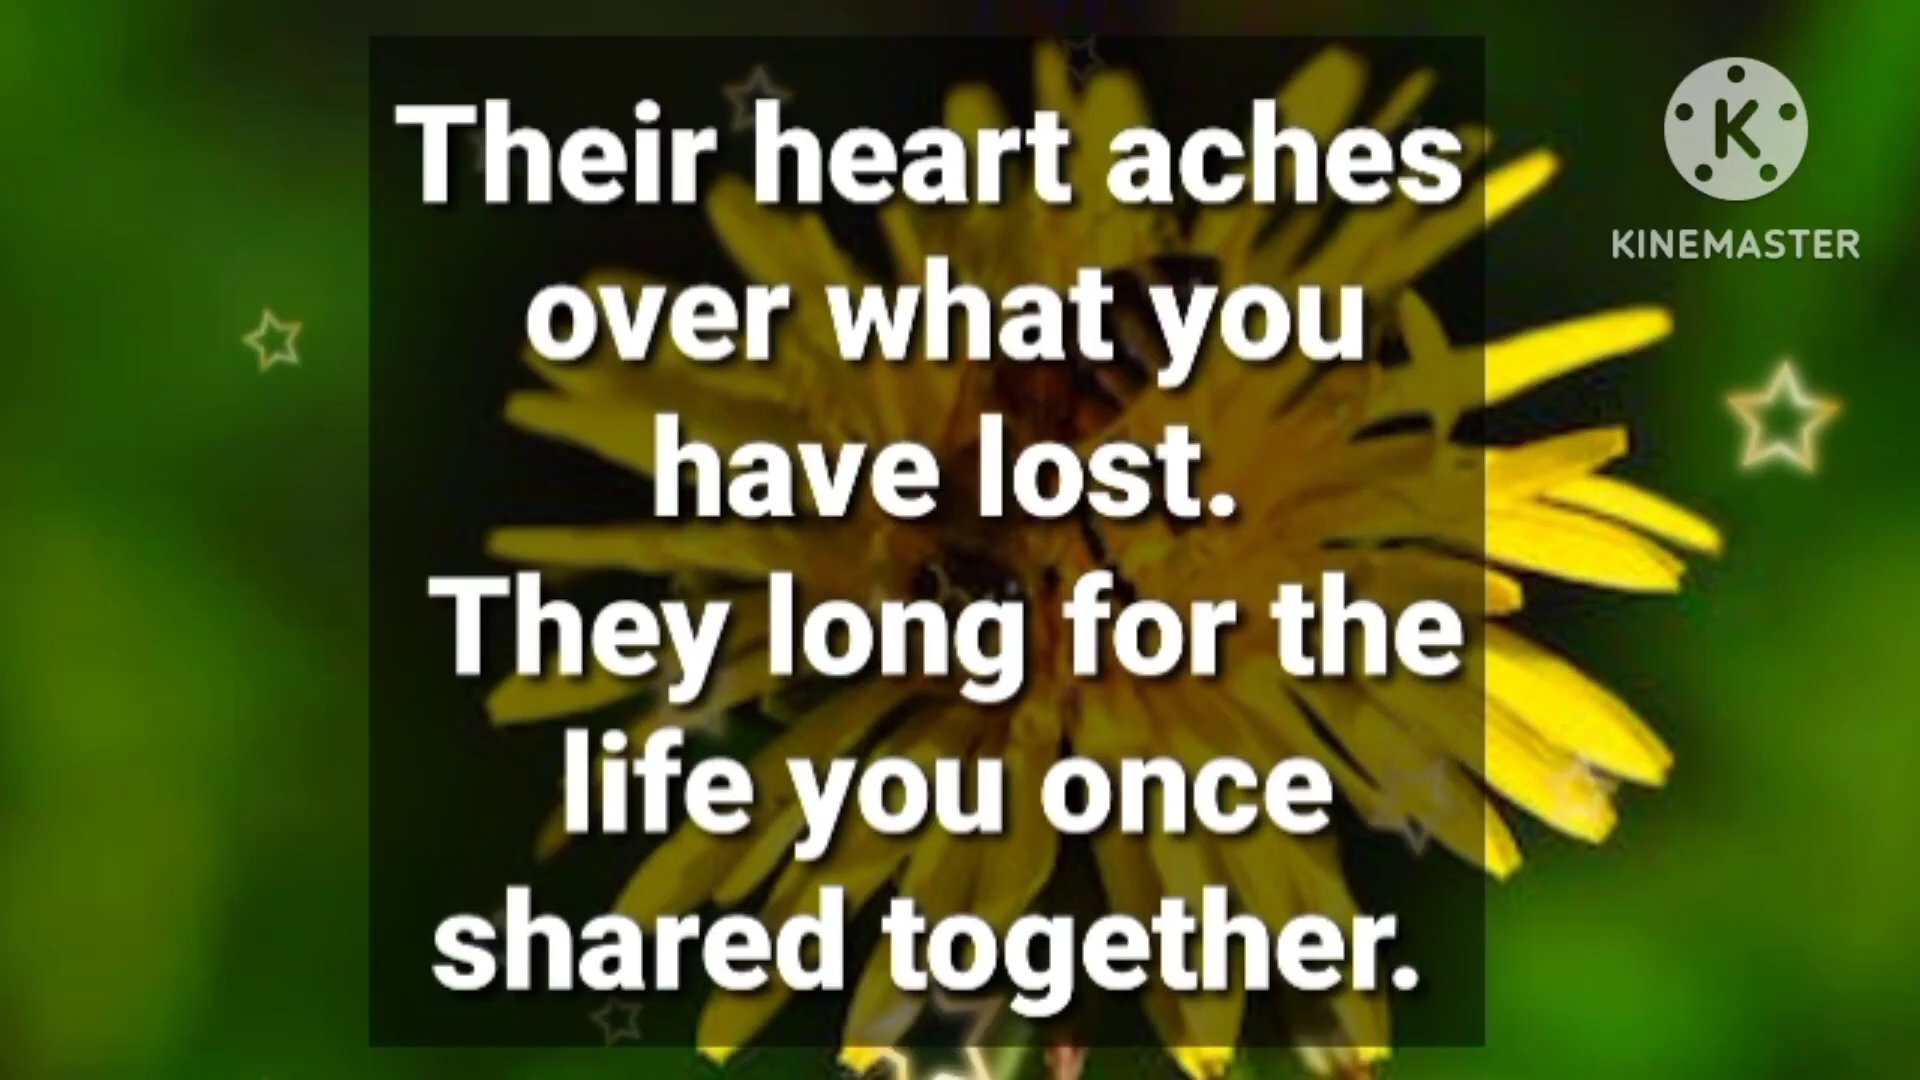 Their heart aches
over what you
have lost.
They long for the
life you once
shared together.
K
KINEMASTER